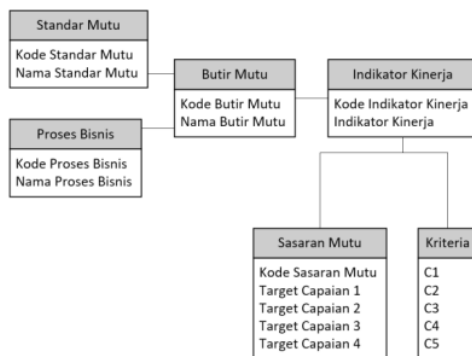 Standar Mutu
Kode Standar Mutu
Nama Standar Mutu
Butir Mutu
Kode Butir Mutu
Nama Butir Mutu
Indikator Kinerja
Kode Indikator Kinerja
Indikator Kinerja
Proses Bisnis
Kode Proses Bisnis
Nama Proses Bisnis
Sasaran Mutu
Kode Sasaran Mutu
Target Capaian 1
Target Capaian 2
Target Capaian 3
Target Capaian 4
Kriteria
C1
C2
C3
C4
C5